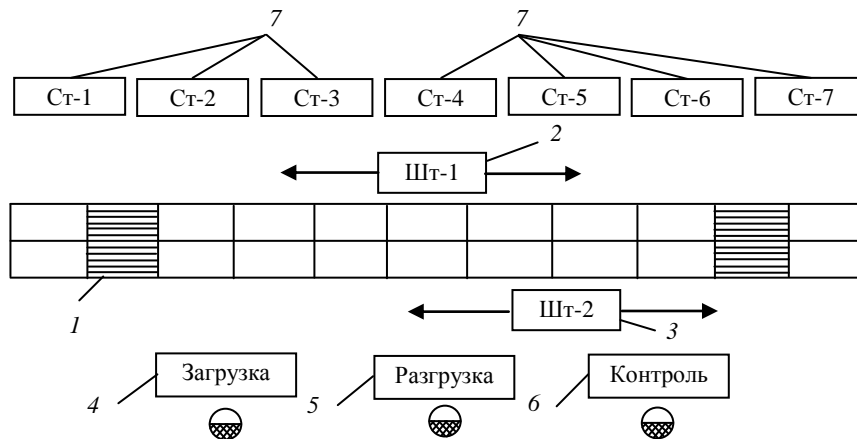 7 7
Ст-1 Ст-2 Ст-3 Ст-4 Ст-5 Ст-6 Ст-7
2
Шт-1
1
Шт-2
3
Загрузка Разгрузка Контроль
4 5 6